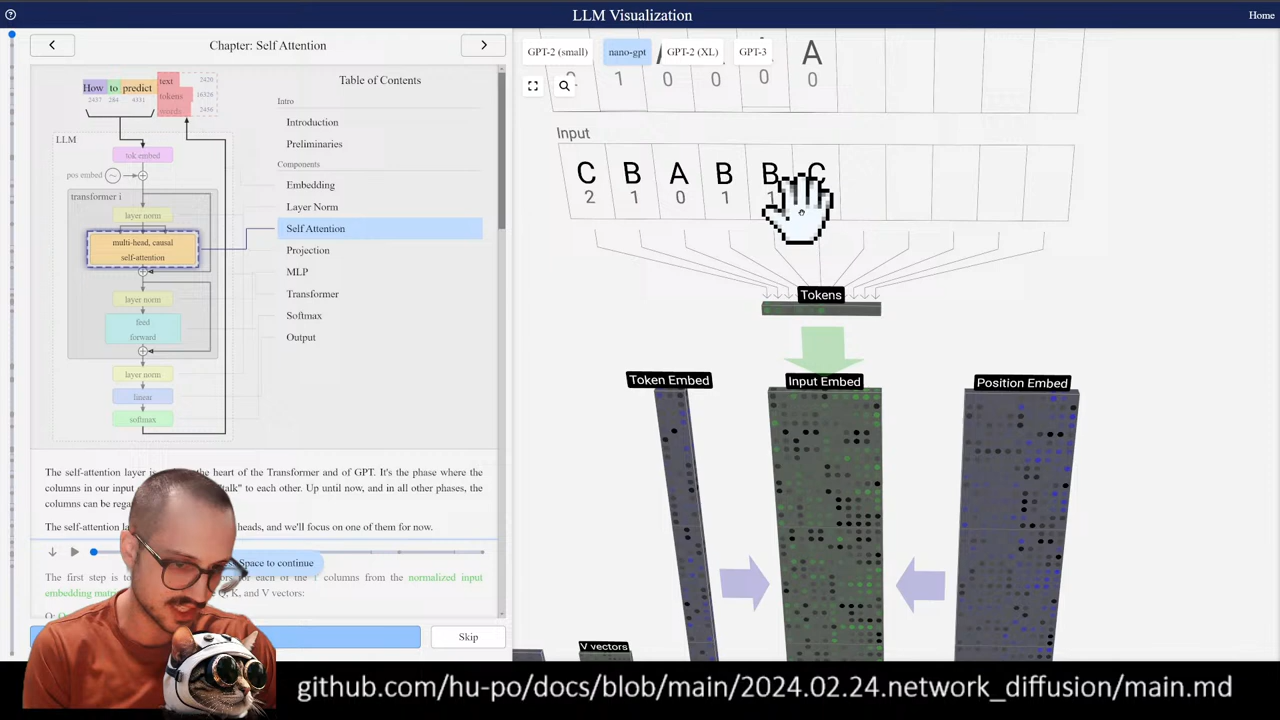 LLM Visualization
Home
Chapter: Self Attention
How to predict
text
tokens
2437 284 4331
2420
16326
2456
LLM
tok embed
pos embed
transformer i
layer norm
multi-head, causal
self-attention
layer norm
feed
forward
layer norm
linear
softmax
Table of Contents
Intro
Introduction
Preliminaries
Components
Embedding
Layer Norm
Self Attention
Projection
MLP
Transformer
Softmax
Output
The self-attention layer is the heart of the Transformer and of GPT. It's the phase where the
columns in our input "talk" to each other. Up until now, and in all other phases, the
columns can be
The self-attention heads, and we'll focus on one of them for now.
Space to continue
The first step is to for each of the columns from the normalized input
embedding Q, K, and V vectors:
Skip
GPT-2 (small)
nano-gpt
GPT-2 (XL)
GPT-3
A
1 0 0 0 0
Input
C B A B B C
2 1 0 1 1
Tokens
Token Embed
Input Embed
Position Embed
V vectors
github.com/hu-po/docs/blob/main/2024.02.24.network_diffusion/main.md